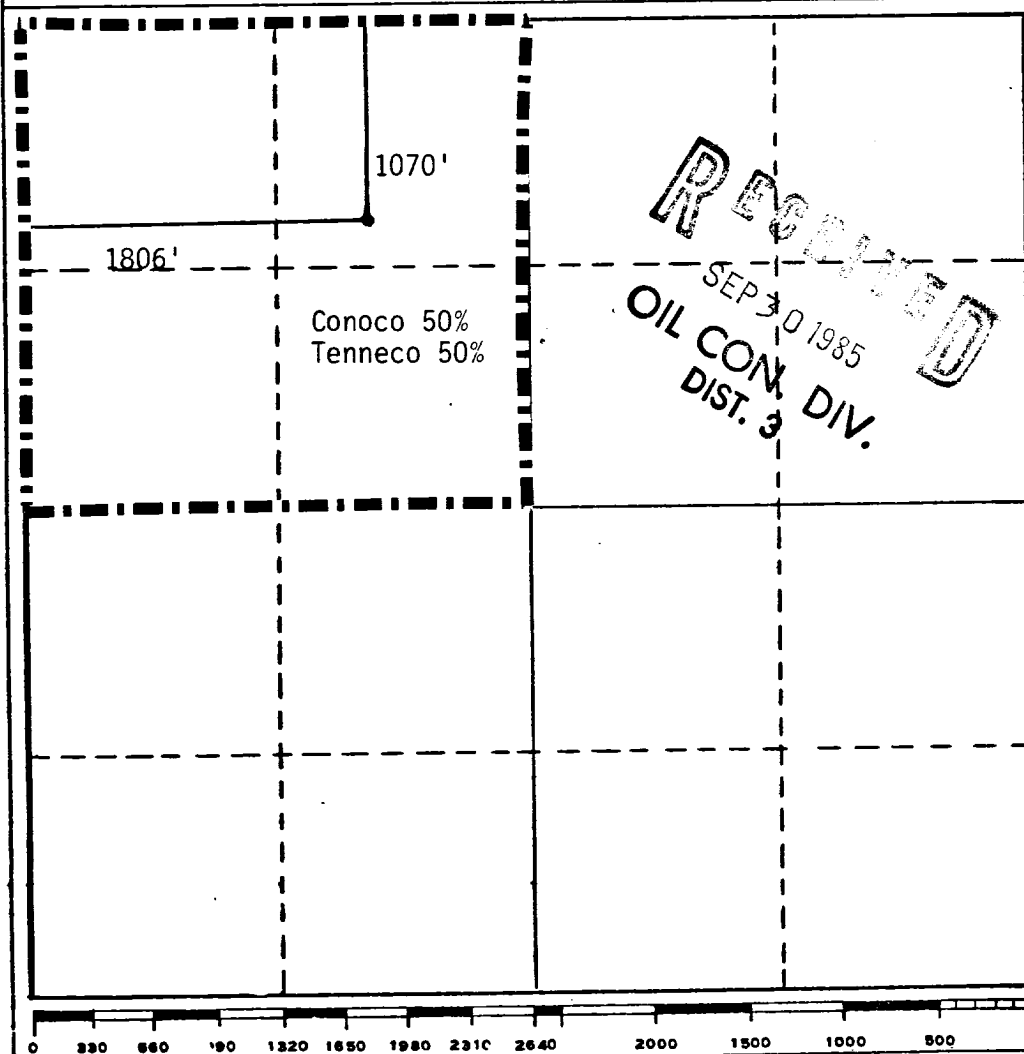 1070'
1806'
Conoco 50%
Tenneco 50%
RECEIVED
SEP 30 1985
OIL CON. DIV.
DIST. 3
0 330 660 '90 1320 1650 1980 2310 2640 2000 1500 1000 500